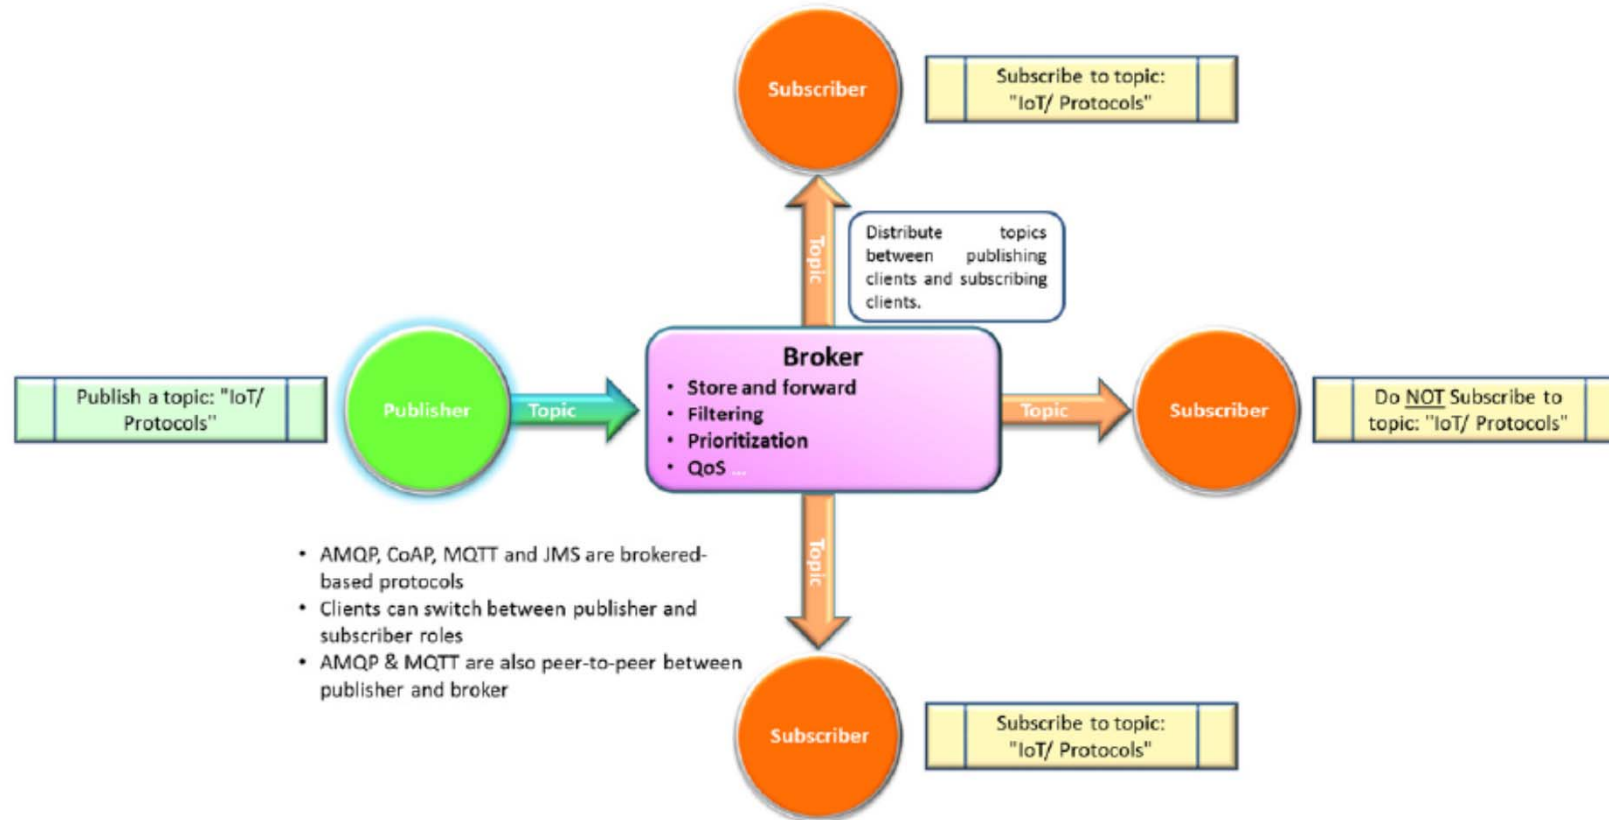 Subscriber
Subscribe to topic:
"IoT/ Protocols"
Topic
Distribute topics
between publishing
clients and subscribing
clients.
Publish a topic: "IoT/
Protocols"
Publisher
Topic
Broker
• Store and forward
• Filtering
• Prioritization
• QoS ...
Topic
Subscriber
Do NOT Subscribe to
topic: "IoT/ Protocols"
Topic
• AMQP, CoAP, MQTT and JMS are brokered-
based protocols
• Clients can switch between publisher and
subscriber roles
• AMQP & MQTT are also peer-to-peer between
publisher and broker
Subscriber
Subscribe to topic:
"IoT/ Protocols"